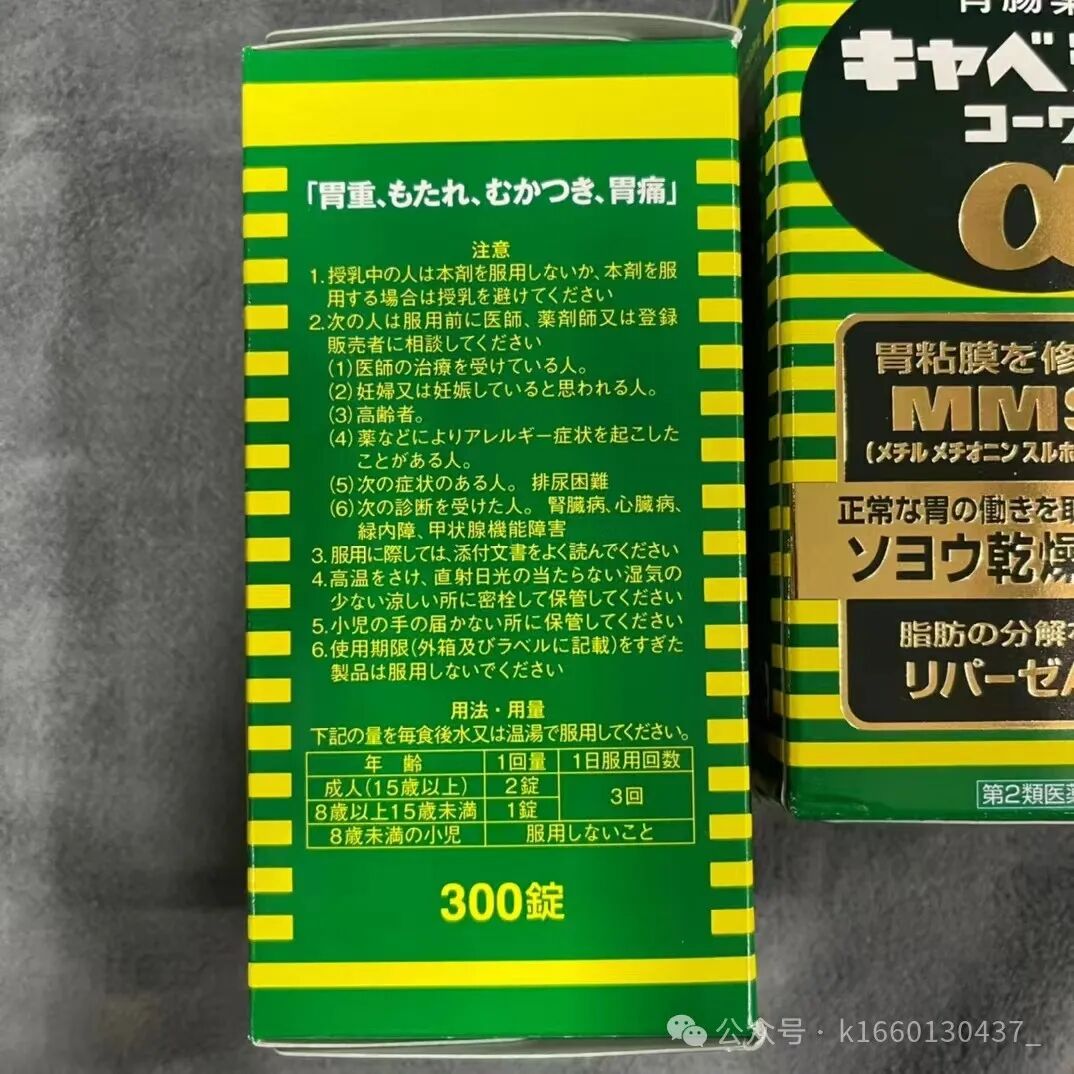 「胃重、もたれ、むかつき、胃痛」
注意
1. 授乳中の人は本剤を服用しないか、本剤を服
用する場合は授乳を避けてください
2. 次の人は服用前に医師、薬剤師又は登録
販売者に相談してください
(1) 医師の治療を受けている人。
(2) 妊婦又は妊娠していると思われる人。
(3) 高齢者。
(4) 薬などによりアレルギー症状を起こした
ことがある人。
(5) 次の症状のある人。 排尿困難
(6) 次の診断を受けた人。 腎臓病、心臓病、
緑内障、甲状腺機能障害
3. 服用に際しては、添付文書をよく読んでください
4. 高温をさけ、直射日光の当たらない湿気の
少ない涼しい所に密栓して保管してください
5. 小児の手の届かない所に保管してください
6. 使用期限(外箱及びラベルに記載)をすぎた
製品は服用しないでください
用法・用量
下記の量を毎食後水又は温湯で服用してください。
年 齢 1回量 1日服用回数
成人(15歳以上) 2錠 3回
8歳以上15歳未満 1錠
8歳未満の小児 服用しないこと
300錠
胃腸薬
キャベ
コーワ
α
胃粘膜を修
MMS
(メチルメチオニンスルホ
正常な胃の働きを取
ソヨウ乾燥
脂肪の分解
リパーゼA
第2類医薬
公众号・k1660130437_